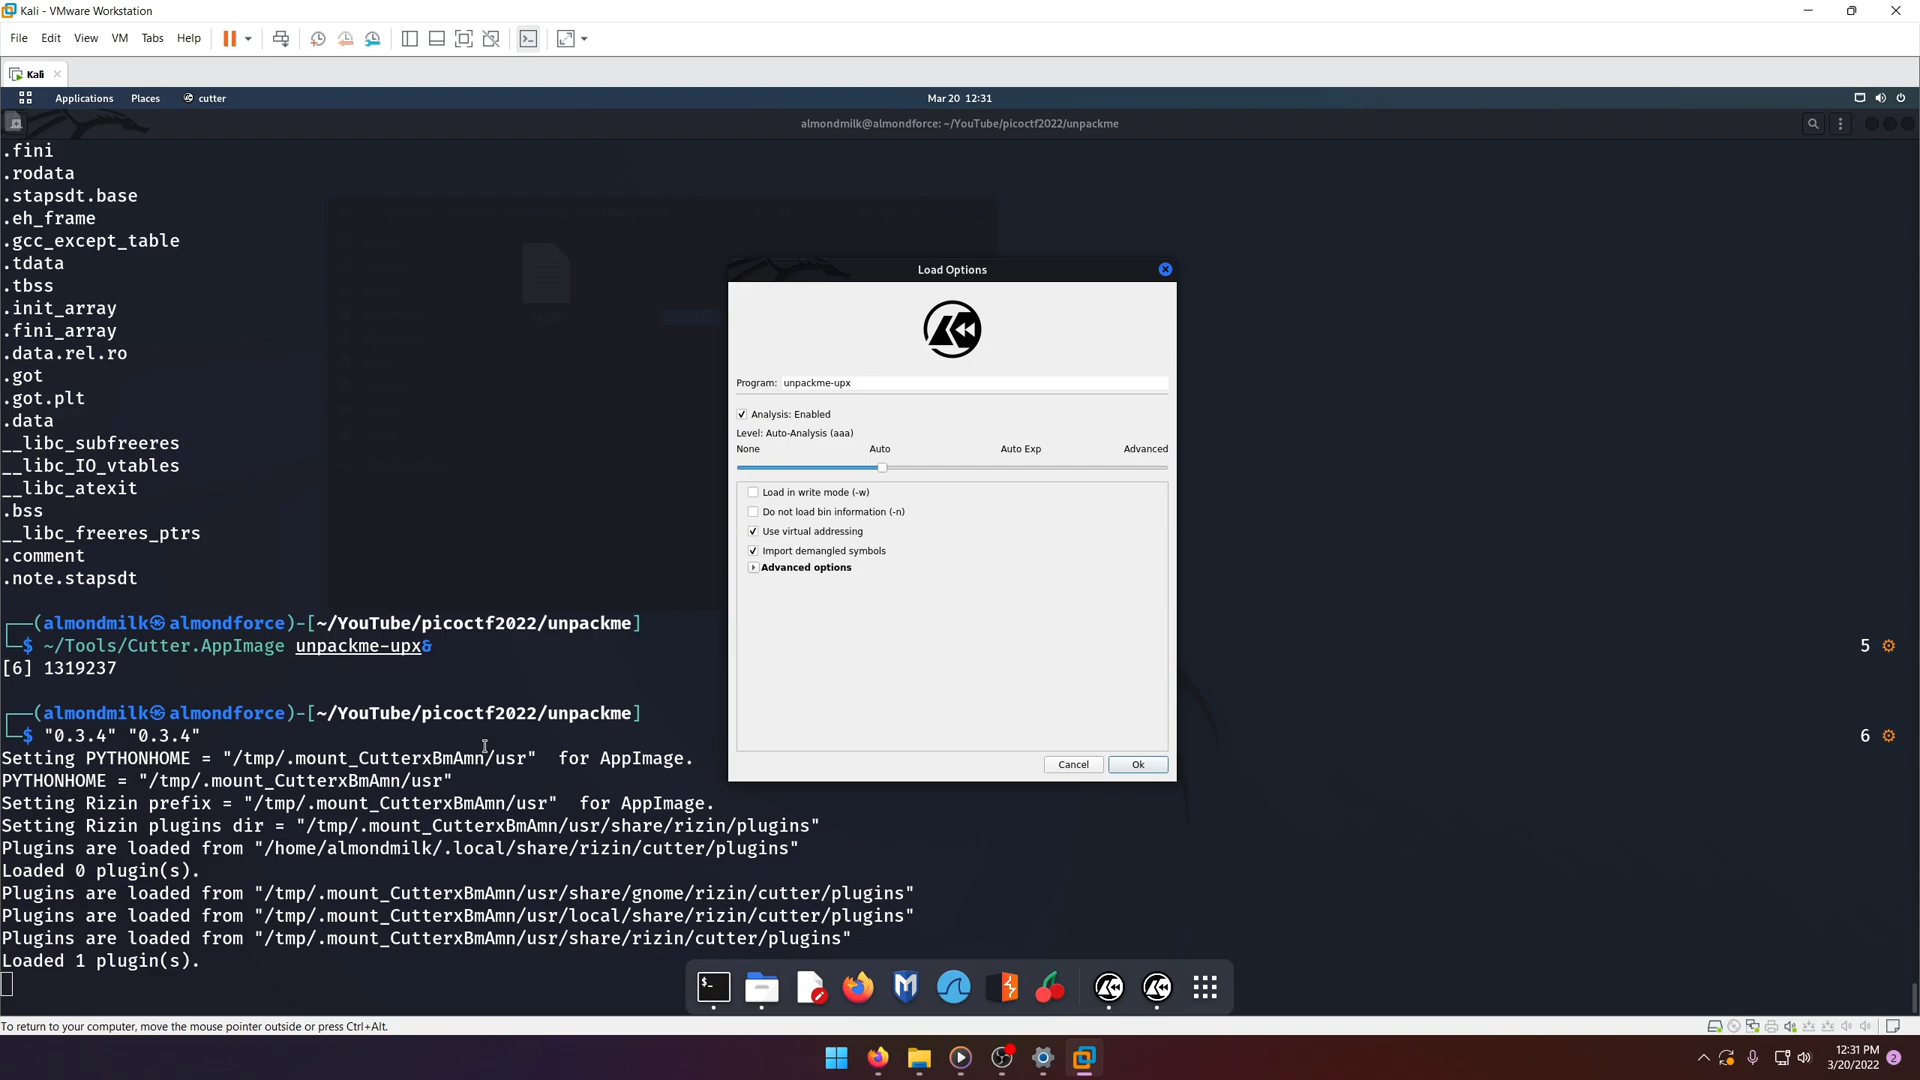 Kali - VMware Workstation
File Edit View VM Tabs Help
Kali
Applications Places cutter Mar 20 12:31
almondmilk@almondforce: ~/YouTube/picoctf2022/unpackme
.fini
.rodata
.stapsdt.base
.eh_frame
.gcc_except_table
.tdata
.tbss
.init_array
.fini_array
.data.rel.ro
.got
.got.plt
.data
__libc_subfreeres
__libc_IO_vtables
__libc_atexit
.bss
__libc_freeres_ptrs
.comment
.note.stapsdt
┌──(almondmilk㉿almondforce)-[~/YouTube/picoctf2022/unpackme]
└─$ ~/Tools/Cutter.AppImage unpackme-upx& 5
[6] 1319237
┌──(almondmilk㉿almondforce)-[~/YouTube/picoctf2022/unpackme]
└─$ "0.3.4" "0.3.4" 6
Setting PYTHONHOME = "/tmp/.mount_CutterxBmAmn/usr" for AppImage.
PYTHONHOME = "/tmp/.mount_CutterxBmAmn/usr"
Setting Rizin prefix = "/tmp/.mount_CutterxBmAmn/usr" for AppImage.
Setting Rizin plugins dir = "/tmp/.mount_CutterxBmAmn/usr/share/rizin/plugins"
Plugins are loaded from "/home/almondmilk/.local/share/rizin/cutter/plugins"
Loaded 0 plugin(s).
Plugins are loaded from "/tmp/.mount_CutterxBmAmn/usr/share/gnome/rizin/cutter/plugins"
Plugins are loaded from "/tmp/.mount_CutterxBmAmn/usr/local/share/rizin/cutter/plugins"
Plugins are loaded from "/tmp/.mount_CutterxBmAmn/usr/share/rizin/cutter/plugins"
Loaded 1 plugin(s).
Load Options
Program: unpackme-upx
Analysis: Enabled
Level: Auto-Analysis (aaa)
None Auto Auto Exp Advanced
Load in write mode (-w)
Do not load bin information (-n)
Use virtual addressing
Import demangled symbols
Advanced options
Cancel Ok
To return to your computer, move the mouse pointer outside or press Ctrl+Alt.
12:31 PM
3/20/2022 2